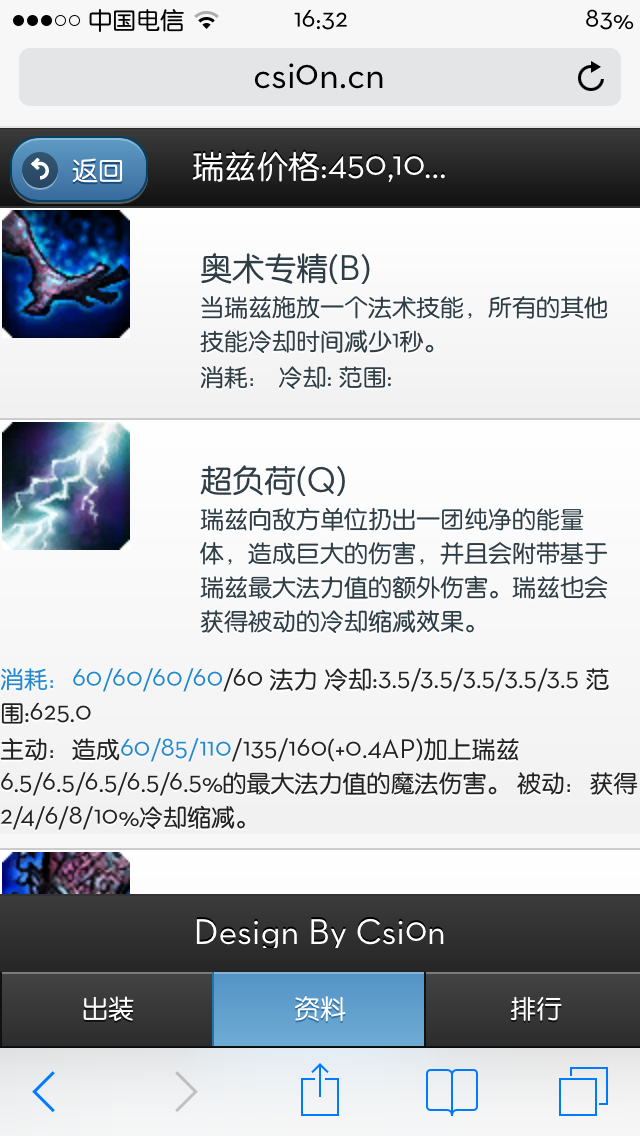 中国电信 16:32 83%
csi0n.cn
返回 瑞兹价格:450,10...
奥术专精(B)
当瑞兹施放一个法术技能，所有的其他
技能冷却时间减少1秒。
消耗： 冷却: 范围:
超负荷(Q)
瑞兹向敌方单位扔出一团纯净的能量
体，造成巨大的伤害，并且会附带基于
瑞兹最大法力值的额外伤害。瑞兹也会
获得被动的冷却缩减效果。
消耗：60/60/60/60/60 法力 冷却:3.5/3.5/3.5/3.5/3.5 范
围:625.0
主动：造成60/85/110/135/160(+0.4AP)加上瑞兹
6.5/6.5/6.5/6.5/6.5%的最大法力值的魔法伤害。 被动：获得
2/4/6/8/10%冷却缩减。
Design By Csi0n
出装 资料 排行